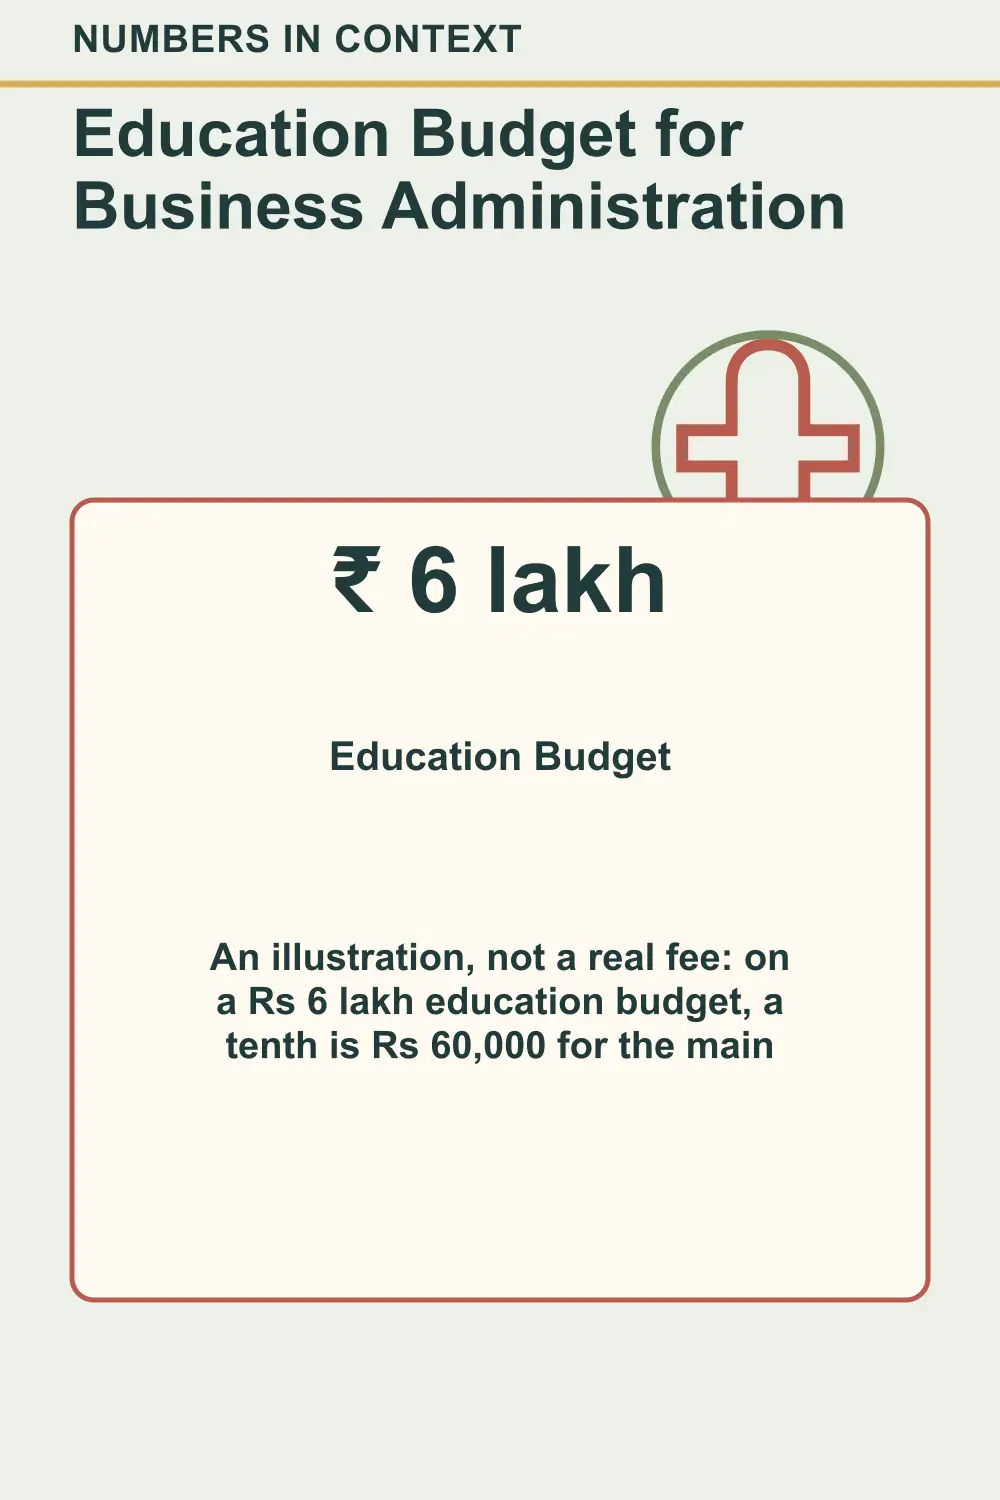 NUMBERS IN CONTEXT
Education Budget for
Business Administration
₹ 6 lakh
Education Budget
An illustration, not a real fee: on
a Rs 6 lakh education budget, a
tenth is Rs 60,000 for the main